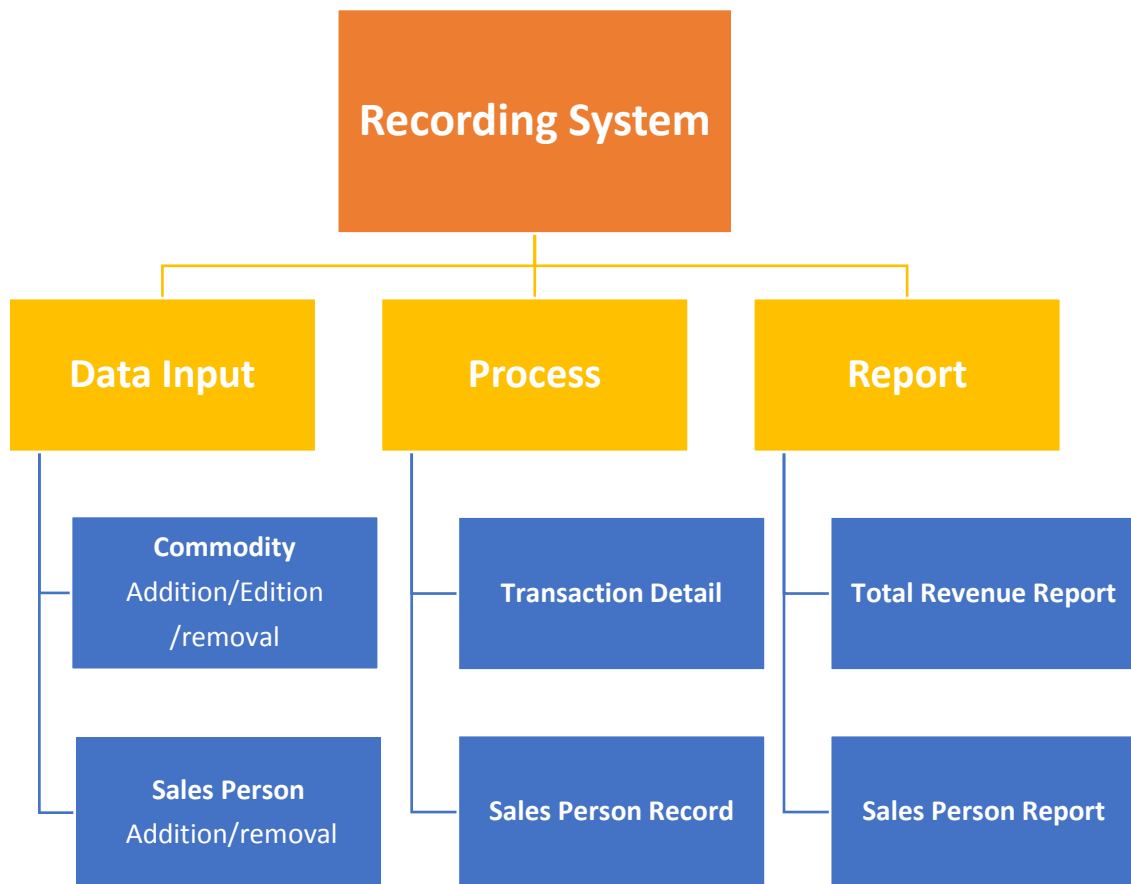 Recording System
Data Input
Process
Report
Commodity
Addition/Edition
/removal
Transaction Detail
Total Revenue Report
Sales Person
Addition/removal
Sales Person Record
Sales Person Report